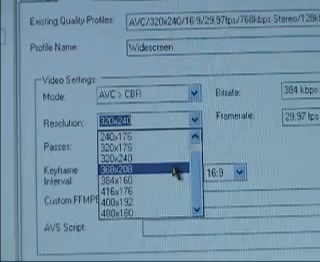 Existing Quality Profiles: AVC/320x240/16:9/29.97fps/768kbps Stereo/128k
Profile Name: Widescreen
Video Settings
Mode: AVC > CBR Bitrate: 384 kbps
Resolution: 320x240 Framerate: 29.97 fps
240x176
Passes: 320x176
320x240
Keyframe 368x208 16:9
Interval: 384x160
416x176
Custom FFMPE 400x192
480x160
AVS Script: